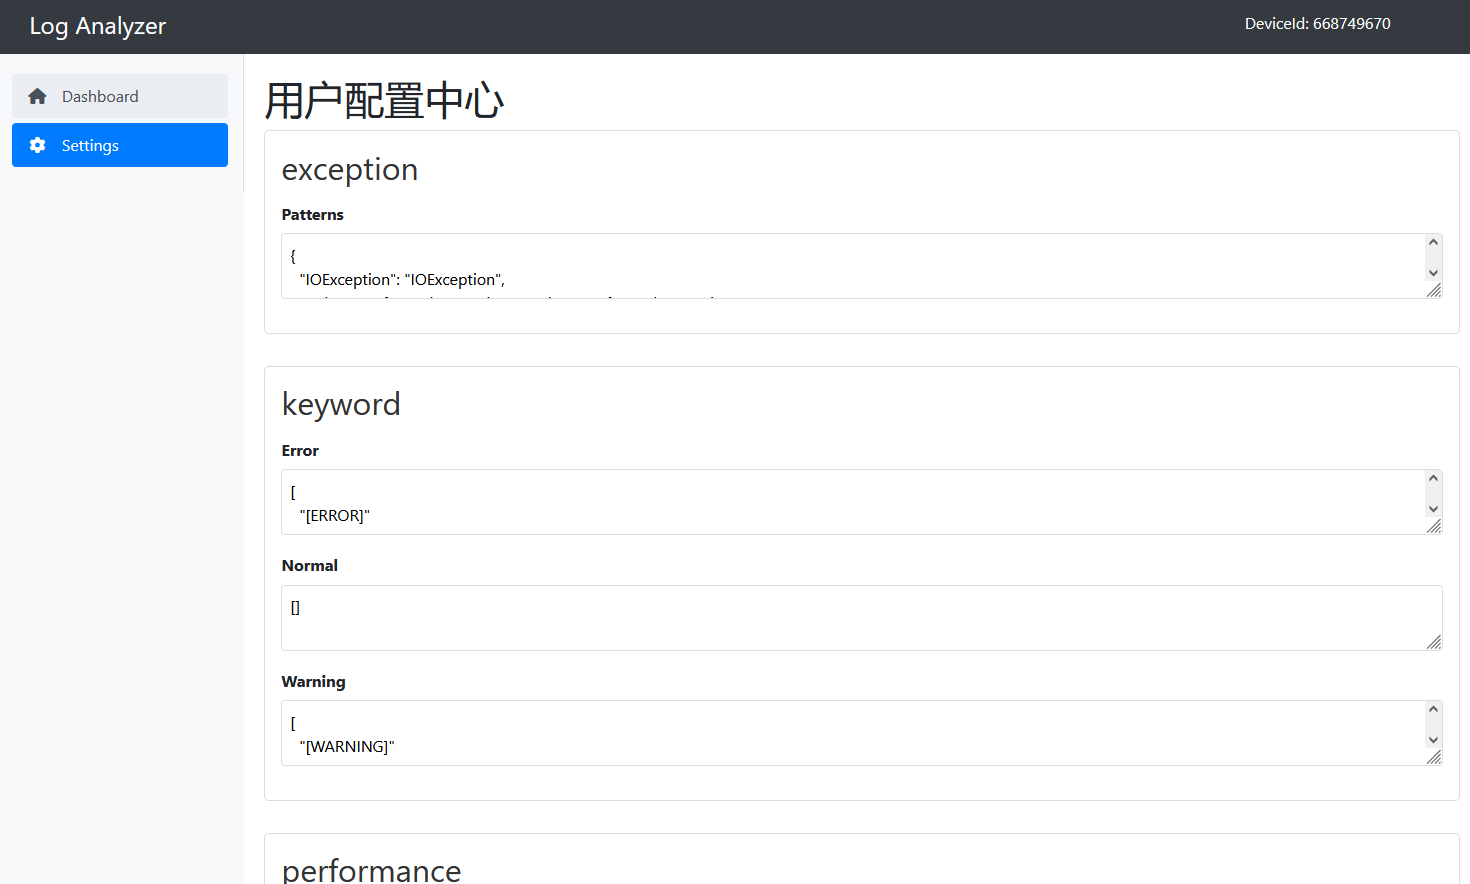 Log Analyzer
DeviceId: 668749670
Dashboard
Settings
用户配置中心
exception
Patterns
{
"IOException": "IOException",
keyword
Error
[
"[ERROR]"
Normal
[]
Warning
[
"[WARNING]"
performance